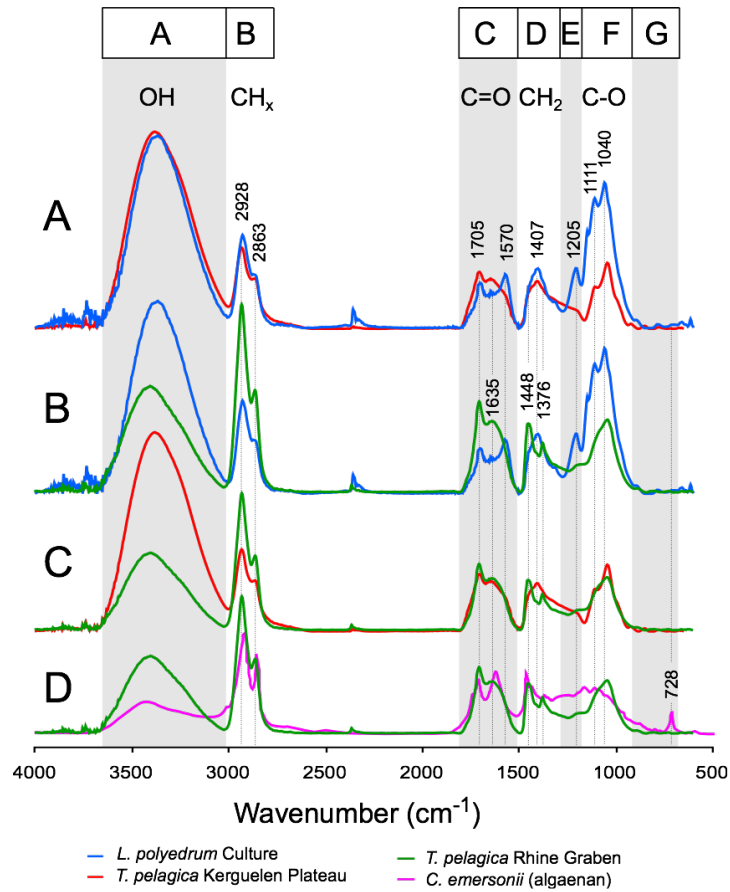 A B C D E F G
OH CHₓ C=O CH₂ C-O
A
2928
2863
1705
1570
1407
1205
1111
1040
B
1635
1448
1376
C
D
728
4000 3500 3000 2500 2000 1500 1000 500
Wavenumber (cm⁻¹)
L. polyedrum Culture
T. pelagica Kerguelen Plateau
T. pelagica Rhine Graben
C. emersonii (algaenan)